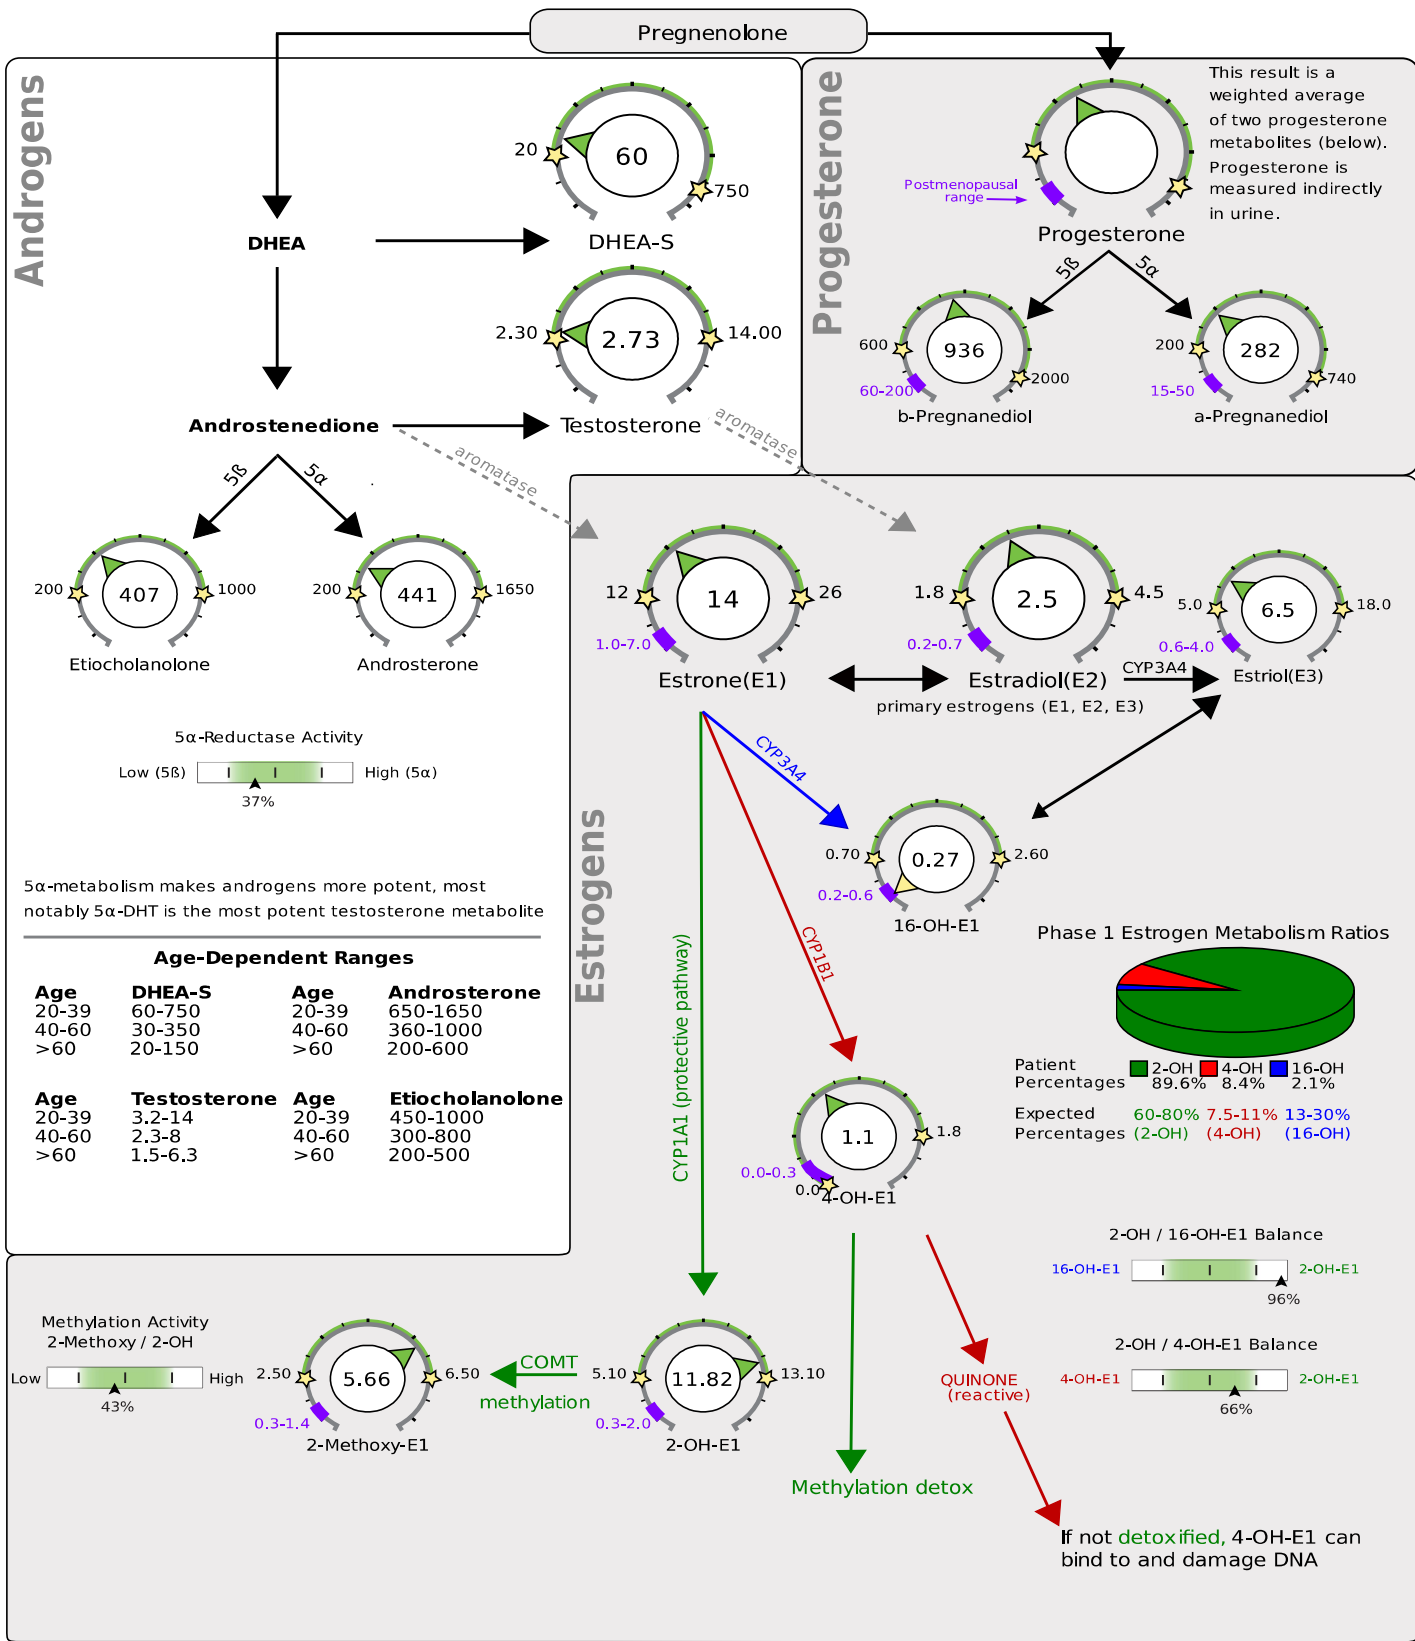 Pregnenolone
Androgens
20
60
750
DHEA
DHEA-S
2.30
2.73
14.00
Androstenedione
Testosterone
aromatase
aromatase
5ß
5α
200
407
1000
Etiocholanolone
200
441
1650
Androsterone
5α-Reductase Activity
Low (5ß)
High (5α)
37%
5α-metabolism makes androgens more potent, most
notably 5α-DHT is the most potent testosterone metabolite
Age-Dependent Ranges
Age DHEA-S Age Androsterone
20-39 60-750 20-39 650-1650
40-60 30-350 40-60 360-1000
>60 20-150 >60 200-600
Age Testosterone Age Etiocholanolone
20-39 3.2-14 20-39 450-1000
40-60 2.3-8 40-60 300-800
>60 1.5-6.3 >60 200-500
Progesterone
This result is a
weighted average
of two progesterone
metabolites (below).
Progesterone is
measured indirectly
in urine.
Postmenopausal
range
Progesterone
5ß
5α
600
936
2000
60-200
b-Pregnanediol
200
282
740
15-50
a-Pregnanediol
Estrogens
12
14
26
1.0-7.0
Estrone(E1)
1.8
2.5
4.5
0.2-0.7
Estradiol(E2)
CYP3A4
5.0
6.5
18.0
0.6-4.0
Estriol(E3)
primary estrogens (E1, E2, E3)
CYP3A4
0.70
0.27
2.60
0.2-0.6
16-OH-E1
CYP1B1
CYP1A1 (protective pathway)
Phase 1 Estrogen Metabolism Ratios
Patient
Percentages
2-OH 4-OH 16-OH
89.6% 8.4% 2.1%
Expected
Percentages
60-80% 7.5-11% 13-30%
(2-OH) (4-OH) (16-OH)
1.1
1.8
0.0-0.3
0.0
4-OH-E1
2-OH / 16-OH-E1 Balance
16-OH-E1
2-OH-E1
96%
2-OH / 4-OH-E1 Balance
4-OH-E1
2-OH-E1
66%
Methylation Activity
2-Methoxy / 2-OH
Low
High
43%
2.50
5.66
6.50
0.3-1.4
2-Methoxy-E1
COMT
methylation
5.10
11.82
13.10
0.3-2.0
2-OH-E1
QUINONE
(reactive)
Methylation detox
If not detoxified, 4-OH-E1 can
bind to and damage DNA